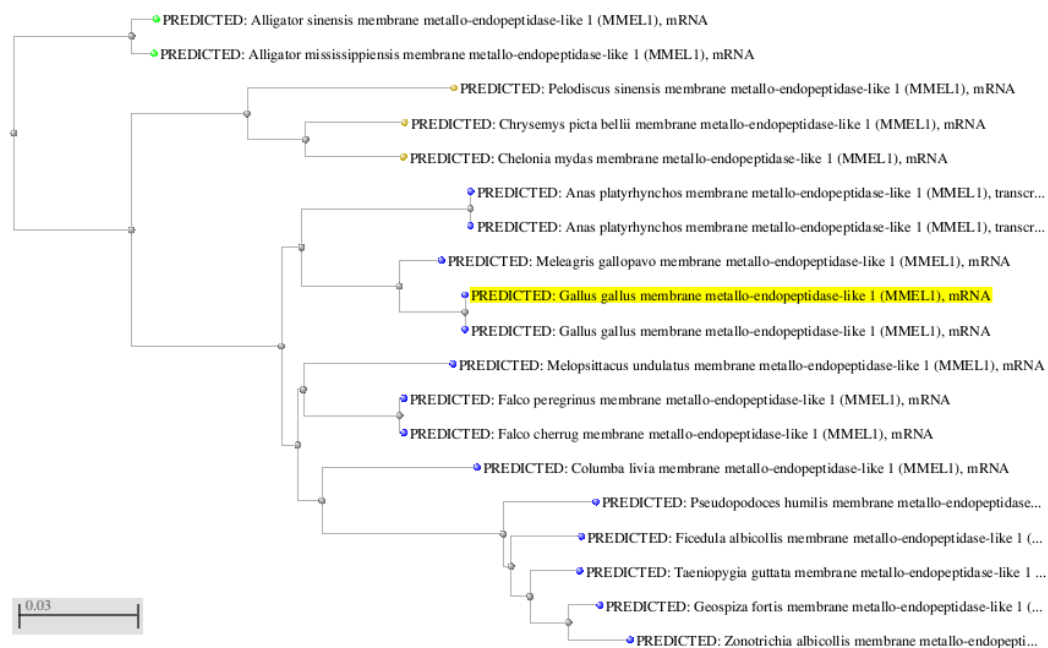 PREDICTED: Alligator sinensis membrane metallo-endopeptidase-like 1 (MMEL1), mRNA
PREDICTED: Alligator mississippiensis membrane metallo-endopeptidase-like 1 (MMEL1), mRNA
PREDICTED: Pelodiscus sinensis membrane metallo-endopeptidase-like 1 (MMEL1), mRNA
PREDICTED: Chrysemys picta bellii membrane metallo-endopeptidase-like 1 (MMEL1), mRNA
PREDICTED: Chelonia mydas membrane metallo-endopeptidase-like 1 (MMEL1), mRNA
PREDICTED: Anas platyrhynchos membrane metallo-endopeptidase-like 1 (MMEL1), transcr...
PREDICTED: Anas platyrhynchos membrane metallo-endopeptidase-like 1 (MMEL1), transcr...
PREDICTED: Meleagris gallopavo membrane metallo-endopeptidase-like 1 (MMEL1), mRNA
PREDICTED: Gallus gallus membrane metallo-endopeptidase-like 1 (MMEL1), mRNA
PREDICTED: Gallus gallus membrane metallo-endopeptidase-like 1 (MMEL1), mRNA
PREDICTED: Melopsittacus undulatus membrane metallo-endopeptidase-like 1 (MMEL1), mRNA
PREDICTED: Falco peregrinus membrane metallo-endopeptidase-like 1 (MMEL1), mRNA
PREDICTED: Falco cherrug membrane metallo-endopeptidase-like 1 (MMEL1), mRNA
PREDICTED: Columba livia membrane metallo-endopeptidase-like 1 (MMEL1), mRNA
PREDICTED: Pseudopodoces humilis membrane metallo-endopeptidase...
PREDICTED: Ficedula albicollis membrane metallo-endopeptidase-like 1 (...
PREDICTED: Taeniopygia guttata membrane metallo-endopeptidase-like 1 ...
PREDICTED: Geospiza fortis membrane metallo-endopeptidase-like 1 (...
PREDICTED: Zonotrichia albicollis membrane metallo-endopepti...
0.03